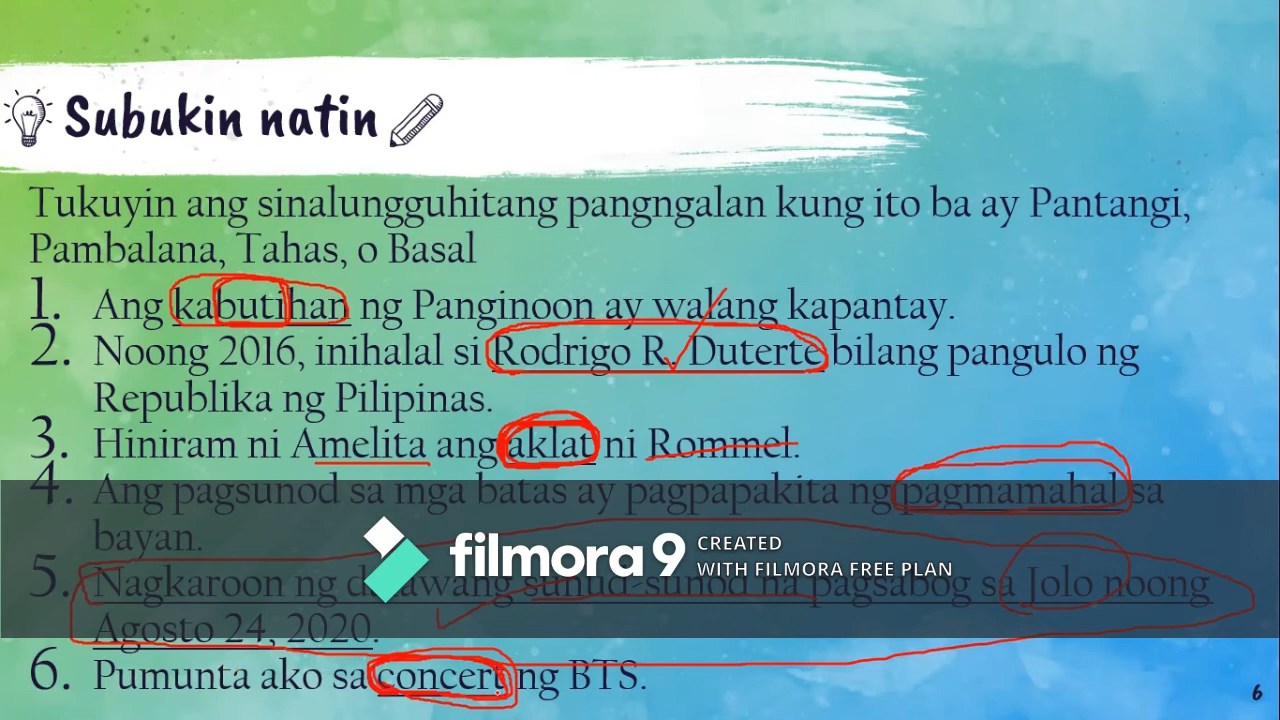 Subukin natin
Tukuyin ang sinalungguhitang pangngalan kung ito ba ay Pantangi,
Pambalana, Tahas, o Basal
1. Ang kabutihan ng Panginoon ay walang kapantay.
2. Noong 2016, inihalal si Rodrigo R. Duterte bilang pangulo ng
Republika ng Pilipinas.
3. Hiniram ni Amelita ang aklat ni Rommel.
4. Ang pagsunod sa mga batas ay pagpapakita ng pagmamahal sa
bayan.
5. Nagkaroon ng sunud-sunod na pagsabog sa Jolo noong
Agosto 24, 2020.
filmora 9 CREATED
WITH FILMORA FREE PLAN
6. Pumunta ako sa concert ng BTS.
6